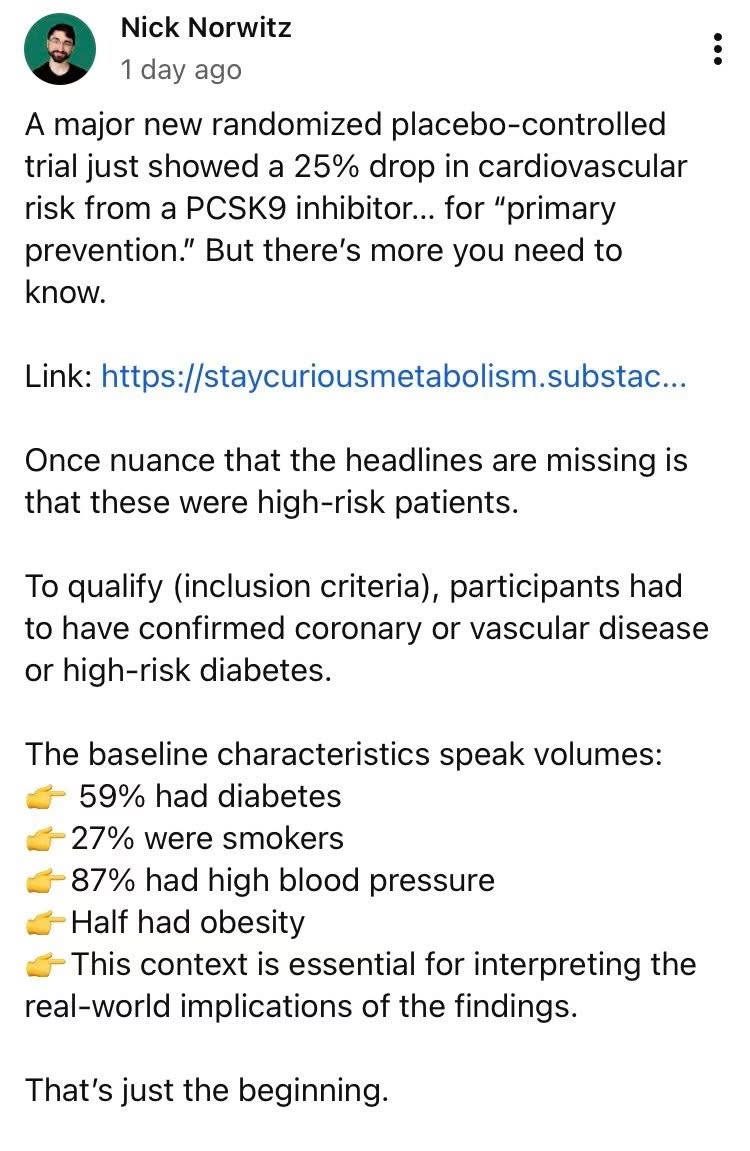 Nick Norwitz
1 day ago
A major new randomized placebo-controlled
trial just showed a 25% drop in cardiovascular
risk from a PCSK9 inhibitor... for “primary
prevention.” But there’s more you need to
know.
Link: https://staycuriousmetabolism.substac...
Once nuance that the headlines are missing is
that these were high-risk patients.
To qualify (inclusion criteria), participants had
to have confirmed coronary or vascular disease
or high-risk diabetes.
The baseline characteristics speak volumes:
👉 59% had diabetes
👉27% were smokers
👉87% had high blood pressure
👉Half had obesity
👉This context is essential for interpreting the
real-world implications of the findings.
That’s just the beginning.